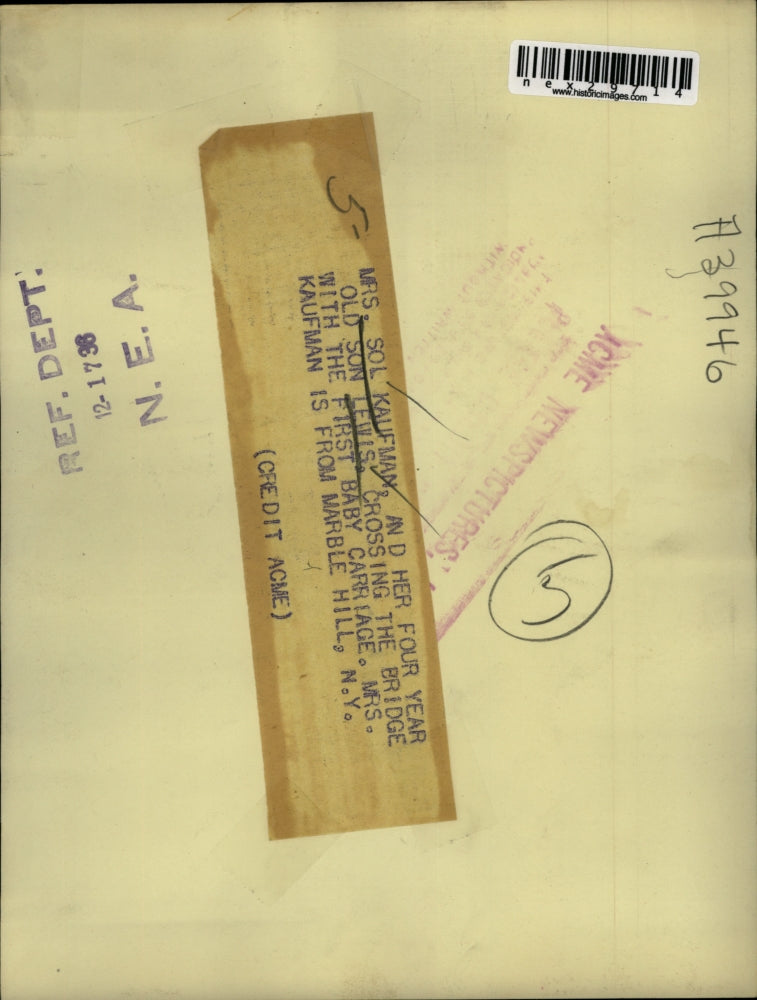 nex29714
www.historicimages.com
A39946
ACME NEWSPICTURES,
5
5-
MRS. SOL KAUFMAN, AND HER FOUR YEAR
OLD SON LEWIS, CROSSING THE BRIDGE
WITH THE FIRST BABY CARRIAGE. MRS.
KAUFMAN IS FROM MARBLE HILL, N.Y.
(CREDIT ACME)
N. E. A.
12-17 36
REF. DEPT.